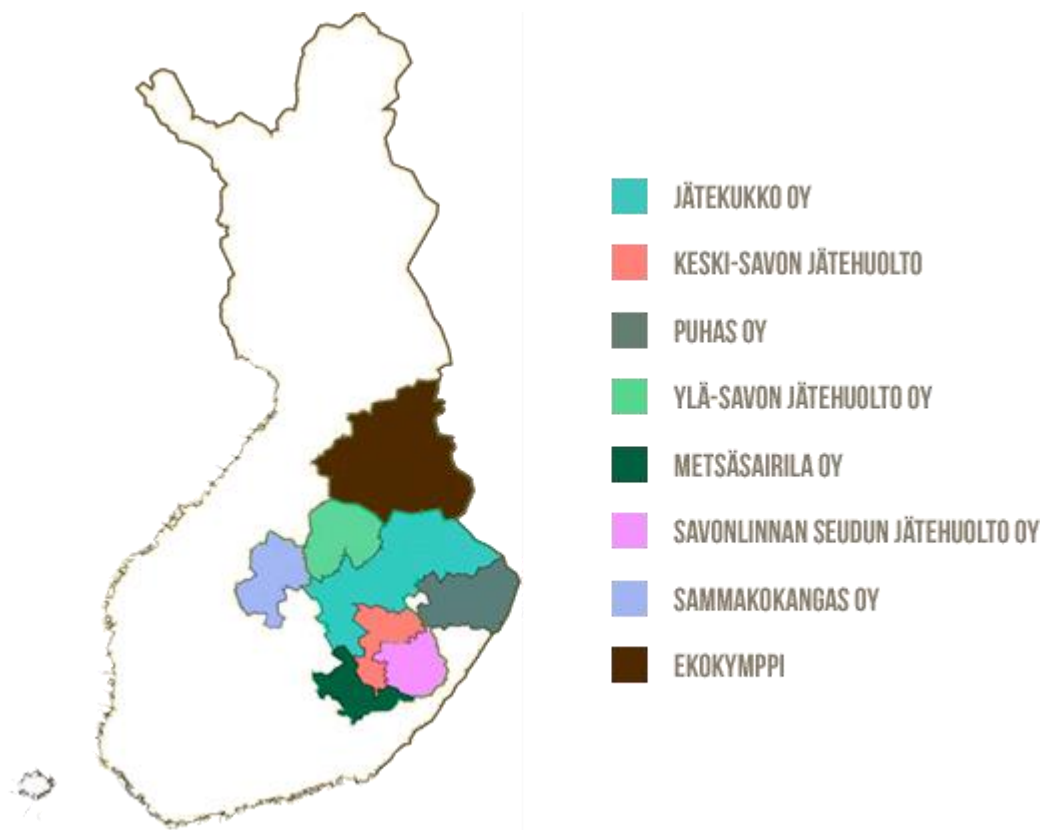 JÄTEKUKKO OY
KESKI-SAVON JÄTEHUOLTO
PUHAS OY
YLÄ-SAVON JÄTEHUOLTO OY
METSÄSAIRILA OY
SAVONLINNAN SEUDUN JÄTEHUOLTO OY
SAMMAKOKANGAS OY
EKOKYMPPI